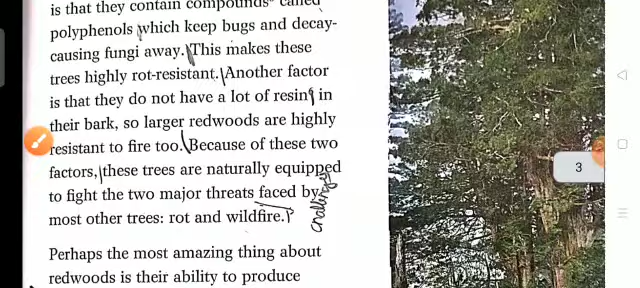 is that they contain compounds called
polyphenols which keep bugs and decay-
causing fungi away. This makes these
trees highly rot-resistant. Another factor
is that they do not have a lot of resin in
their bark, so larger redwoods are highly
resistant to fire too. Because of these two
factors, these trees are naturally equipped
to fight the two major threats faced by
most other trees: rot and wildfire.
challenges
Perhaps the most amazing thing about
redwoods is their ability to produce
3